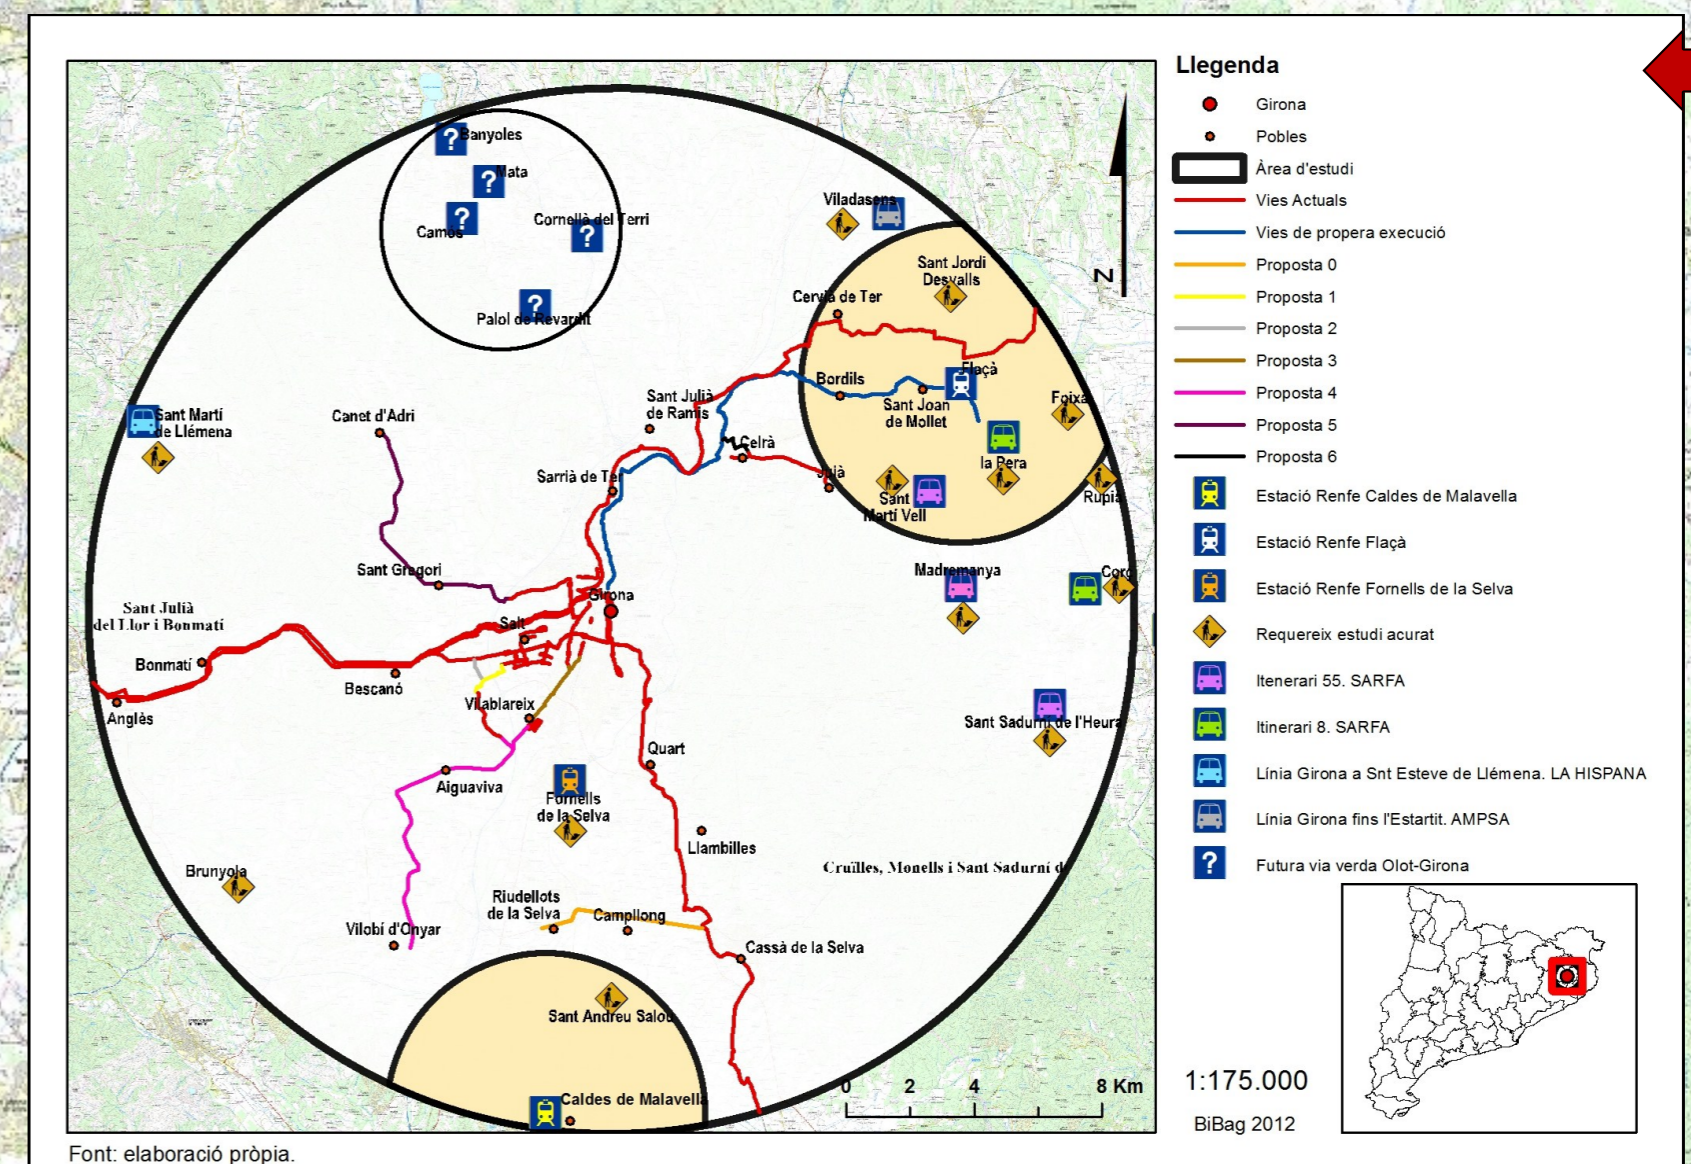 Banyoles
Mata
Camós
Cornellà del Terri
Palol de Revardit
Viladasens
Sant Jordi
Desvalls
Cervià de Ter
Bordils
Flaçà
Sant Joan
de Mollet
Foixà
la Pera
Sant
Martí Vell
Rupià
Sant Martí
de Llémena
Canet d'Adri
Sant Julià
de Ramis
Celrà
Juià
Sarrià de Ter
Sant Gregori
Girona
Madremanya
Corçà
Sant Julià
del Llor i Bonmatí
Salt
Bonmatí
Bescanó
Anglès
Vilablareix
Sant Sadurní de l'Heura
Quart
Aiguaviva
Fornells
de la Selva
Llambilles
Cruïlles, Monells i Sant Sadurní d
Brunyola
Riudellots
de la Selva
Campllong
Vilobí d'Onyar
Cassà de la Selva
Sant Andreu Salou
Caldes de Malavella
N
0 2 4 8 Km
Llegenda
Girona
Pobles
Àrea d'estudi
Vies Actuals
Vies de propera execució
Proposta 0
Proposta 1
Proposta 2
Proposta 3
Proposta 4
Proposta 5
Proposta 6
Estació Renfe Caldes de Malavella
Estació Renfe Flaçà
Estació Renfe Fornells de la Selva
Requereix estudi acurat
Itenerari 55. SARFA
Itinerari 8. SARFA
Línia Girona a Snt Esteve de Llémena. LA HISPANA
Línia Girona fins l'Estartit. AMPSA
Futura via verda Olot-Girona
1:175.000
BiBag 2012
Font: elaboració pròpia.